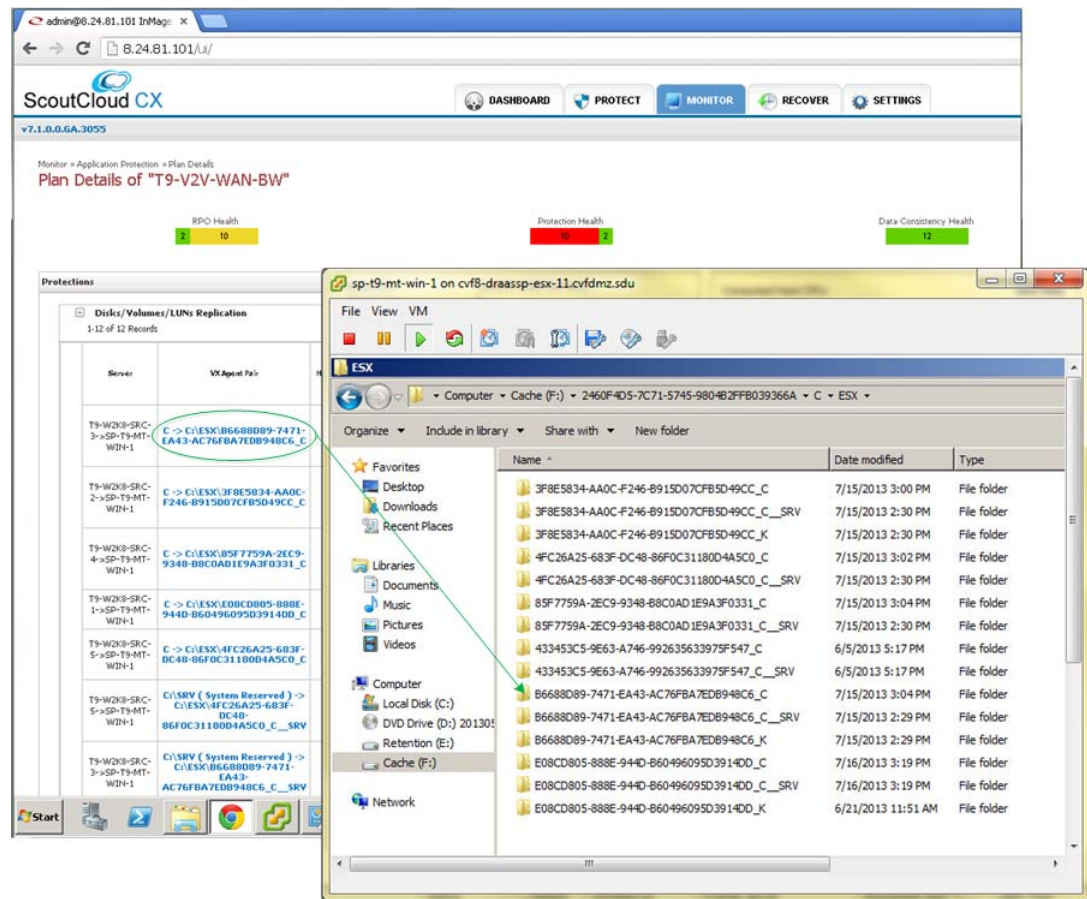 admin@8.24.81.101 InMage
8.24.81.101/ui/
ScoutCloud CX
DASHBOARD
PROTECT
MONITOR
RECOVER
SETTINGS
v7.1.0.0.GA.3055
Monitor » Application Protection » Plan Details
Plan Details of "T9-V2V-WAN-BW"
RPO Health
Protection Health
Data Consistency Health
2 10
10 2
12
Protections
Disks/Volumes/LUNs Replication
1-12 of 12 Records
Server
VX Agent Pair
T9-W2K8-SRC-
3->SP-T9-MT-
WIN-1
C -> C:\ESX\B6688D89-7471-
EA43-AC76FBA7EDB948C6_C
T9-W2K8-SRC-
2->SP-T9-MT-
WIN-1
C -> C:\ESX\3F8E5834-AA0C-
F246-B915D07CFB5D49CC_C
T9-W2K8-SRC-
4->SP-T9-MT-
WIN-1
C -> C:\ESX\85F7759A-2EC9-
9348-B8C0AD1E9A3F0331_C
T9-W2K8-SRC-
1->SP-T9-MT-
WIN-1
C -> C:\ESX\E08CD805-888E-
944D-B60496095D3914DD_C
T9-W2K8-SRC-
5->SP-T9-MT-
WIN-1
C -> C:\ESX\4FC26A25-683F-
DC48-86F0C31180D4A5C0_C
T9-W2K8-SRC-
5->SP-T9-MT-
WIN-1
C:\SRV ( System Reserved ) ->
C:\ESX\4FC26A25-683F-
DC48-
86F0C31180D4A5C0_C__SRV
T9-W2K8-SRC-
3->SP-T9-MT-
WIN-1
C:\SRV ( System Reserved ) ->
C:\ESX\B6688D89-7471-
EA43-
AC76FBA7EDB948C6_C__SRV
Start
sp-t9-mt-win-1 on cvf8-draassp-esx-11.cvfdmz.sdu
File View VM
ESX
Computer Cache (F:) 2460F4D5-7C71-5745-9804B2FFB039366A C ESX
Organize Include in library Share with New folder
Favorites
Desktop
Downloads
Recent Places
Libraries
Documents
Music
Pictures
Videos
Computer
Local Disk (C:)
DVD Drive (D:) 201305
Retention (E:)
Cache (F:)
Network
Name Date modified Type
3F8E5834-AA0C-F246-B915D07CFB5D49CC_C 7/15/2013 3:00 PM File folder
3F8E5834-AA0C-F246-B915D07CFB5D49CC_C__SRV 7/15/2013 2:30 PM File folder
3F8E5834-AA0C-F246-B915D07CFB5D49CC_K 7/15/2013 2:30 PM File folder
4FC26A25-683F-DC48-86F0C31180D4A5C0_C 7/15/2013 3:02 PM File folder
4FC26A25-683F-DC48-86F0C31180D4A5C0_C__SRV 7/15/2013 2:30 PM File folder
85F7759A-2EC9-9348-B8C0AD1E9A3F0331_C 7/15/2013 3:04 PM File folder
85F7759A-2EC9-9348-B8C0AD1E9A3F0331_C__SRV 7/15/2013 2:30 PM File folder
433453C5-9E63-A746-992635633975F547_C 6/5/2013 5:17 PM File folder
433453C5-9E63-A746-992635633975F547_C__SRV 6/5/2013 5:17 PM File folder
B6688D89-7471-EA43-AC76FBA7EDB948C6_C 7/15/2013 3:04 PM File folder
B6688D89-7471-EA43-AC76FBA7EDB948C6_C__SRV 7/15/2013 2:29 PM File folder
B6688D89-7471-EA43-AC76FBA7EDB948C6_K 7/15/2013 2:29 PM File folder
E08CD805-888E-944D-B60496095D3914DD_C 7/16/2013 3:19 PM File folder
E08CD805-888E-944D-B60496095D3914DD_C__SRV 7/16/2013 3:19 PM File folder
E08CD805-888E-944D-B60496095D3914DD_K 6/21/2013 11:51 AM File folder